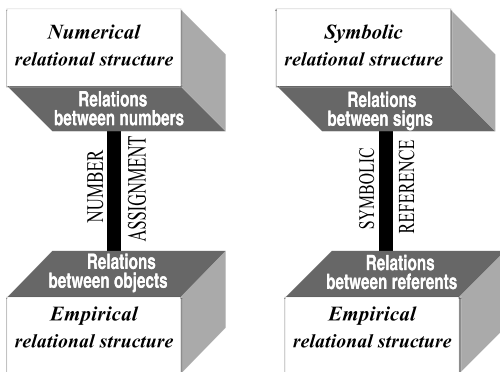 Numerical
relational structure
Relations
between numbers
NUMBER
ASSIGNMENT
Relations
between objects
Empirical
relational structure
Symbolic
relational structure
Relations
between signs
SYMBOLIC
REFERENCE
Relations
between referents
Empirical
relational structure